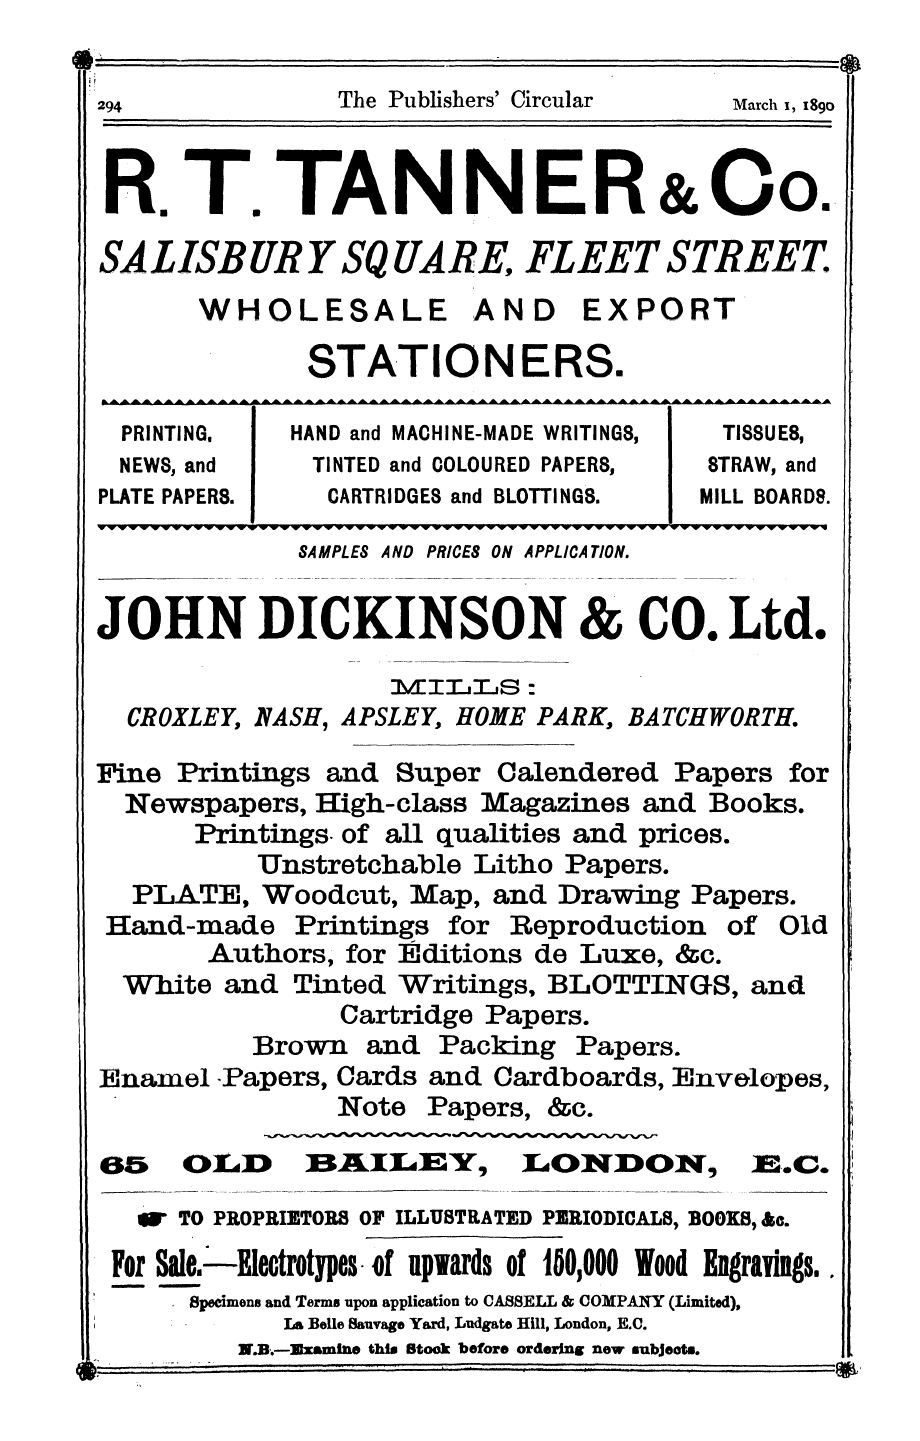 294 The Publishers' Circular March 1, 1890
R. T. TANNER & Co.
SALISBURY SQUARE, FLEET STREET.
WHOLESALE AND EXPORT
STATIONERS.
PRINTING,
NEWS, and
PLATE PAPERS.
HAND and MACHINE-MADE WRITINGS,
TINTED and COLOURED PAPERS,
CARTRIDGES and BLOTTINGS.
TISSUES,
STRAW, and
MILL BOARDS.
SAMPLES AND PRICES ON APPLICATION.
JOHN DICKINSON & CO. Ltd.
MILLS:
CROXLEY, NASH, APSLEY, HOME PARK, BATCHWORTH.
Fine Printings and Super Calendered Papers for
Newspapers, High-class Magazines and Books.
Printings of all qualities and prices.
Unstretchable Litho Papers.
PLATE, Woodcut, Map, and Drawing Papers.
Hand-made Printings for Reproduction of Old
Authors, for Editions de Luxe, &c.
White and Tinted Writings, BLOTTINGS, and
Cartridge Papers.
Brown and Packing Papers.
Enamel Papers, Cards and Cardboards, Envelopes,
Note Papers, &c.
65 OLD BAILEY, LONDON, E.C.
☛ TO PROPRIETORS OF ILLUSTRATED PERIODICALS, BOOKS, &c.
For Sale.—Electrotypes of upwards of 150,000 Wood Engravings.
Specimens and Terms upon application to CASSELL & COMPANY (Limited),
La Belle Sauvage Yard, Ludgate Hill, London, E.C.
N.B.—Examine this Stock before ordering new subjects.